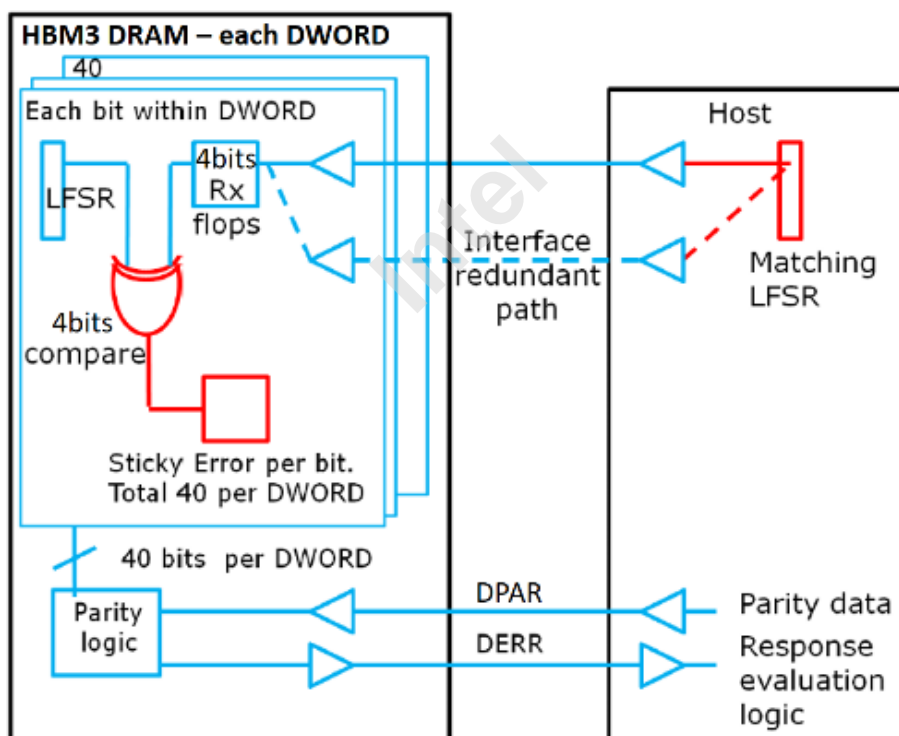 HBM3 DRAM – each DWORD
40
Each bit within DWORD
LFSR
4bits
Rx
flops
4bits
compare
Sticky Error per bit.
Total 40 per DWORD
40 bits per DWORD
Parity
logic
Intel
Interface
redundant
path
DPAR
DERR
Host
Matching
LFSR
Parity data
Response
evaluation
logic